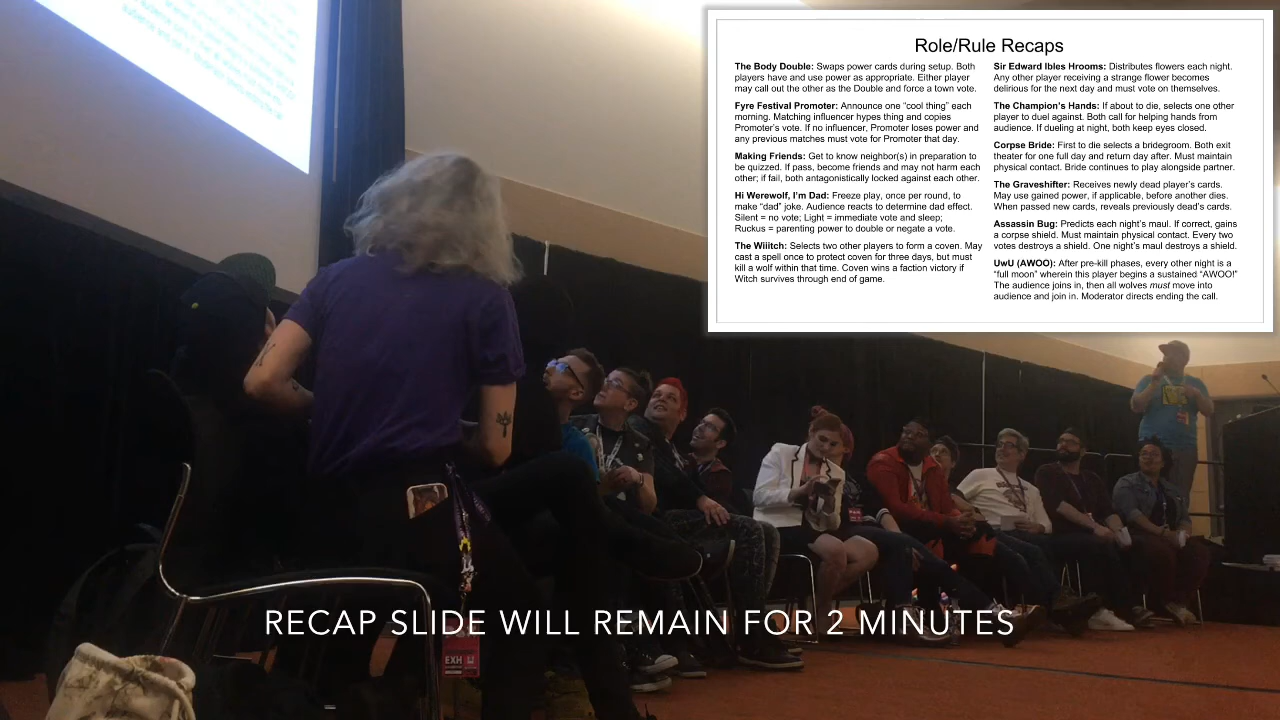 Role/Rule Recaps
The Body Double: Swaps power cards during setup. Both
players have and use power as appropriate. Either player
may call out the other as the Double and force a town vote.
Fyre Festival Promoter: Announce one “cool thing” each
morning. Matching influencer hypes thing and copies
Promoter's vote. If no influencer, Promoter loses power and
any previous matches must vote for Promoter that day.
Making Friends: Get to know neighbor(s) in preparation to
be quizzed. If pass, become friends and may not harm each
other; if fail, both antagonistically locked against each other.
Hi Werewolf, I'm Dad: Freeze play, once per round, to
make “dad” joke. Audience reacts to determine dad effect.
Silent = no vote; Light = immediate vote and sleep;
Ruckus = parenting power to double or negate a vote.
The Wiiitch: Selects two other players to form a coven. May
cast a spell once to protect coven for three days, but must
kill a wolf within that time. Coven wins a faction victory if
Witch survives through end of game.
Sir Edward Ibles Hrooms: Distributes flowers each night.
Any other player receiving a strange flower becomes
delirious for the next day and must vote on themselves.
The Champion's Hands: If about to die, selects one other
player to duel against. Both call for helping hands from
audience. If dueling at night, both keep eyes closed.
Corpse Bride: First to die selects a bridegroom. Both exit
theater for one full day and return day after. Must maintain
physical contact. Bride continues to play alongside partner.
The Graveshifter: Receives newly dead player's cards.
May use gained power, if applicable, before another dies.
When passed new cards, reveals previously dead's cards.
Assassin Bug: Predicts each night's maul. If correct, gains
a corpse shield. Must maintain physical contact. Every two
votes destroys a shield. One night's maul destroys a shield.
UwU (AWOO): After pre-kill phases, every other night is a
“full moon” wherein this player begins a sustained “AWOO!”
The audience joins in, then all wolves must move into
audience and join in. Moderator directs ending the call.
RECAP SLIDE WILL REMAIN FOR 2 MINUTES
EXH